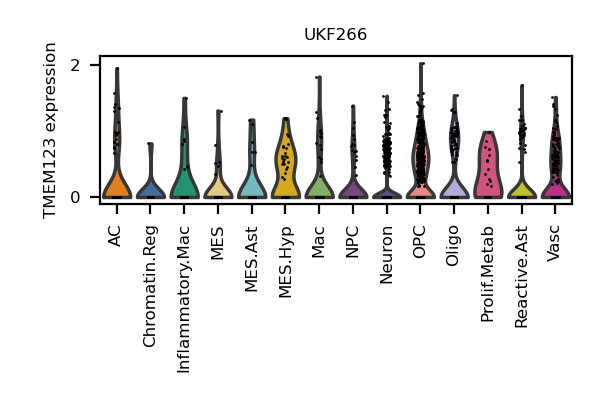 UKF266
TMEM123 expression
2
0
AC
Chromatin.Reg
Inflammatory.Mac
MES
MES.Ast
MES.Hyp
Mac
NPC
Neuron
OPC
Oligo
Prolif.Metab
Reactive.Ast
Vasc